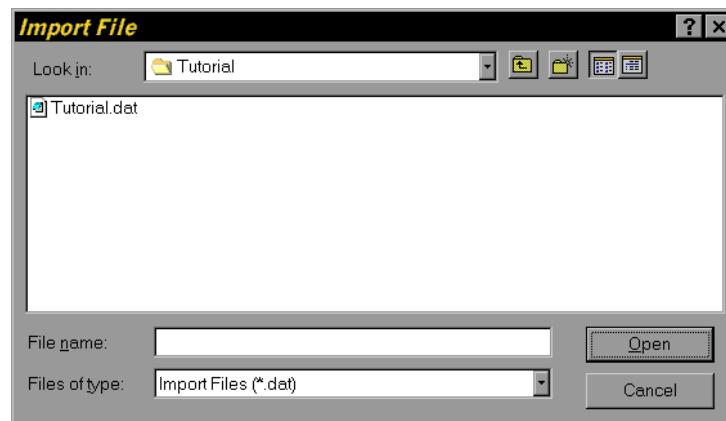 Import File
Look in: Tutorial
Tutorial.dat
File name: Open
Files of type: Import Files (*.dat) Cancel